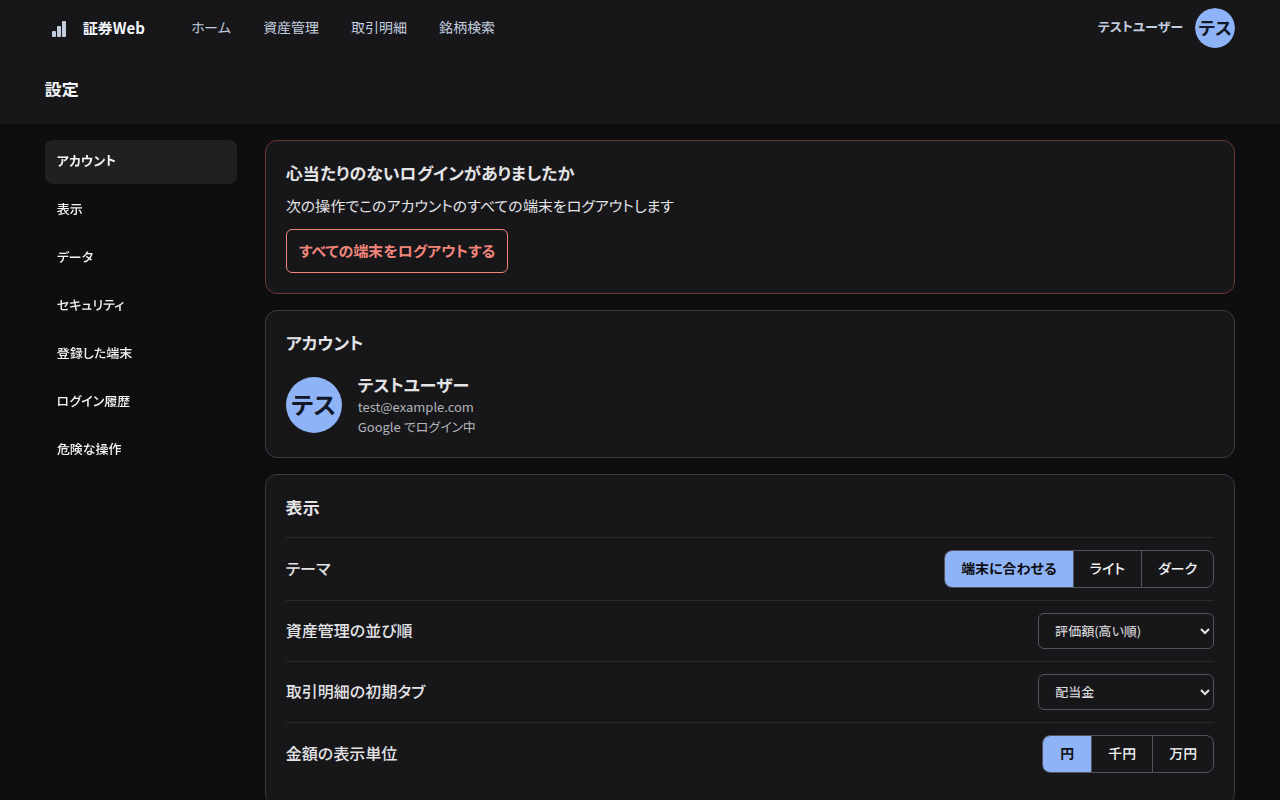 証券Web
ホーム
資産管理
取引明細
銘柄検索
テストユーザー
テス
設定
アカウント
表示
データ
セキュリティ
登録した端末
ログイン履歴
危険な操作
心当たりのないログインがありましたか
次の操作でこのアカウントのすべての端末をログアウトします
すべての端末をログアウトする
アカウント
テス
テストユーザー
test@example.com
Google でログイン中
表示
テーマ
端末に合わせる
ライト
ダーク
資産管理の並び順
評価額(高い順)
取引明細の初期タブ
配当金
金額の表示単位
円
千円
万円